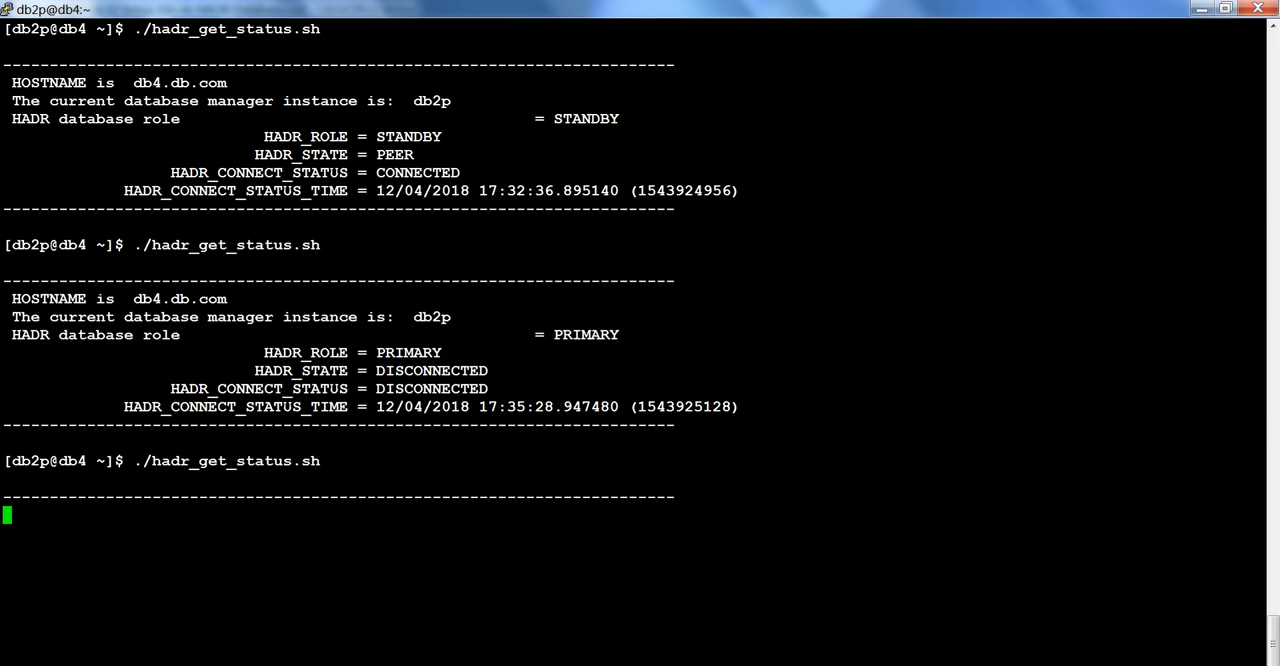 db2p@db4:~
[db2p@db4 ~]$ ./hadr_get_status.sh
------------------------------------------------------------------------
HOSTNAME is  db4.db.com
The current database manager instance is:  db2p
HADR database role                                      = STANDBY
HADR_ROLE = STANDBY
HADR_STATE = PEER
HADR_CONNECT_STATUS = CONNECTED
HADR_CONNECT_STATUS_TIME = 12/04/2018 17:32:36.895140 (1543924956)
------------------------------------------------------------------------
[db2p@db4 ~]$ ./hadr_get_status.sh
------------------------------------------------------------------------
HOSTNAME is  db4.db.com
The current database manager instance is:  db2p
HADR database role                                      = PRIMARY
HADR_ROLE = PRIMARY
HADR_STATE = DISCONNECTED
HADR_CONNECT_STATUS = DISCONNECTED
HADR_CONNECT_STATUS_TIME = 12/04/2018 17:35:28.947480 (1543925128)
------------------------------------------------------------------------
[db2p@db4 ~]$ ./hadr_get_status.sh
------------------------------------------------------------------------